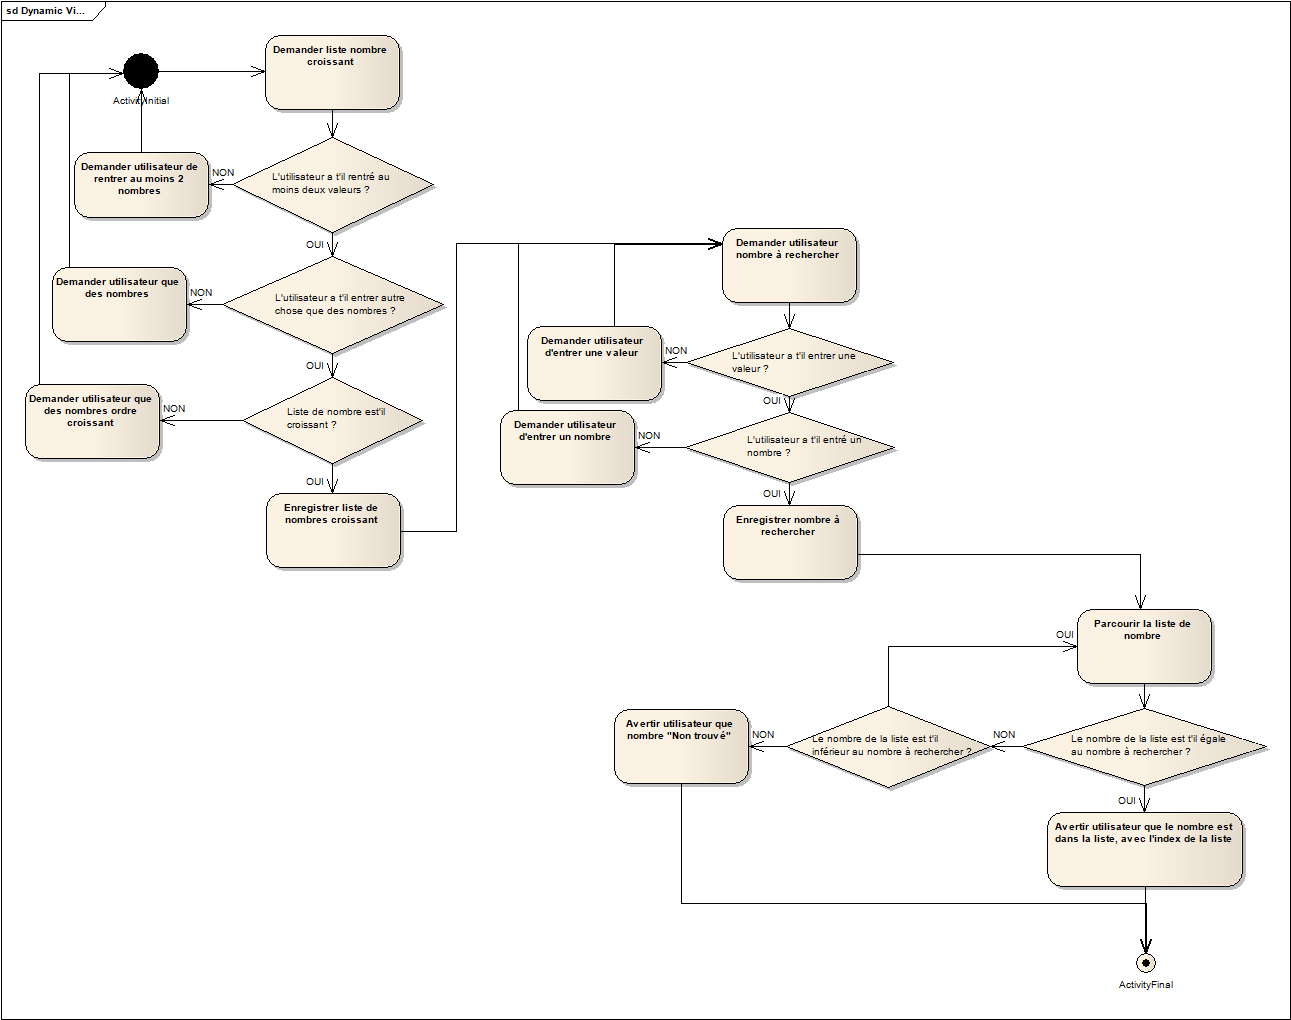 sd Dynamic Vi...
Demander liste nombre
croissant
ActivityInitial
Demander utilisateur de
rentrer au moins 2
nombres
NON
L'utilisateur a t'il rentré au
moins deux valeurs ?
OUI
Demander utilisateur que
des nombres
NON
L'utilisateur a t'il entrer autre
chose que des nombres ?
OUI
Demander utilisateur que
des nombres ordre
croissant
NON
Liste de nombre est'il
croissant ?
OUI
Enregistrer liste de
nombres croissant
Demander utilisateur
nombre à rechercher
Demander utilisateur
d'entrer une valeur
NON
L'utilisateur a t'il entrer une
valeur ?
OUI
Demander utilisateur
d'entrer un nombre
NON
L'utilisateur a t'il entré un
nombre ?
OUI
Enregistrer nombre à
rechercher
Parcourir la liste de
nombre
OUI
Avertir utilisateur que
nombre "Non trouvé"
NON
Le nombre de la liste est t'il
inférieur au nombre à rechercher ?
NON
Le nombre de la liste est t'il égale
au nombre à rechercher ?
OUI
Avertir utilisateur que le nombre est
dans la liste, avec l'index de la liste
ActivityFinal